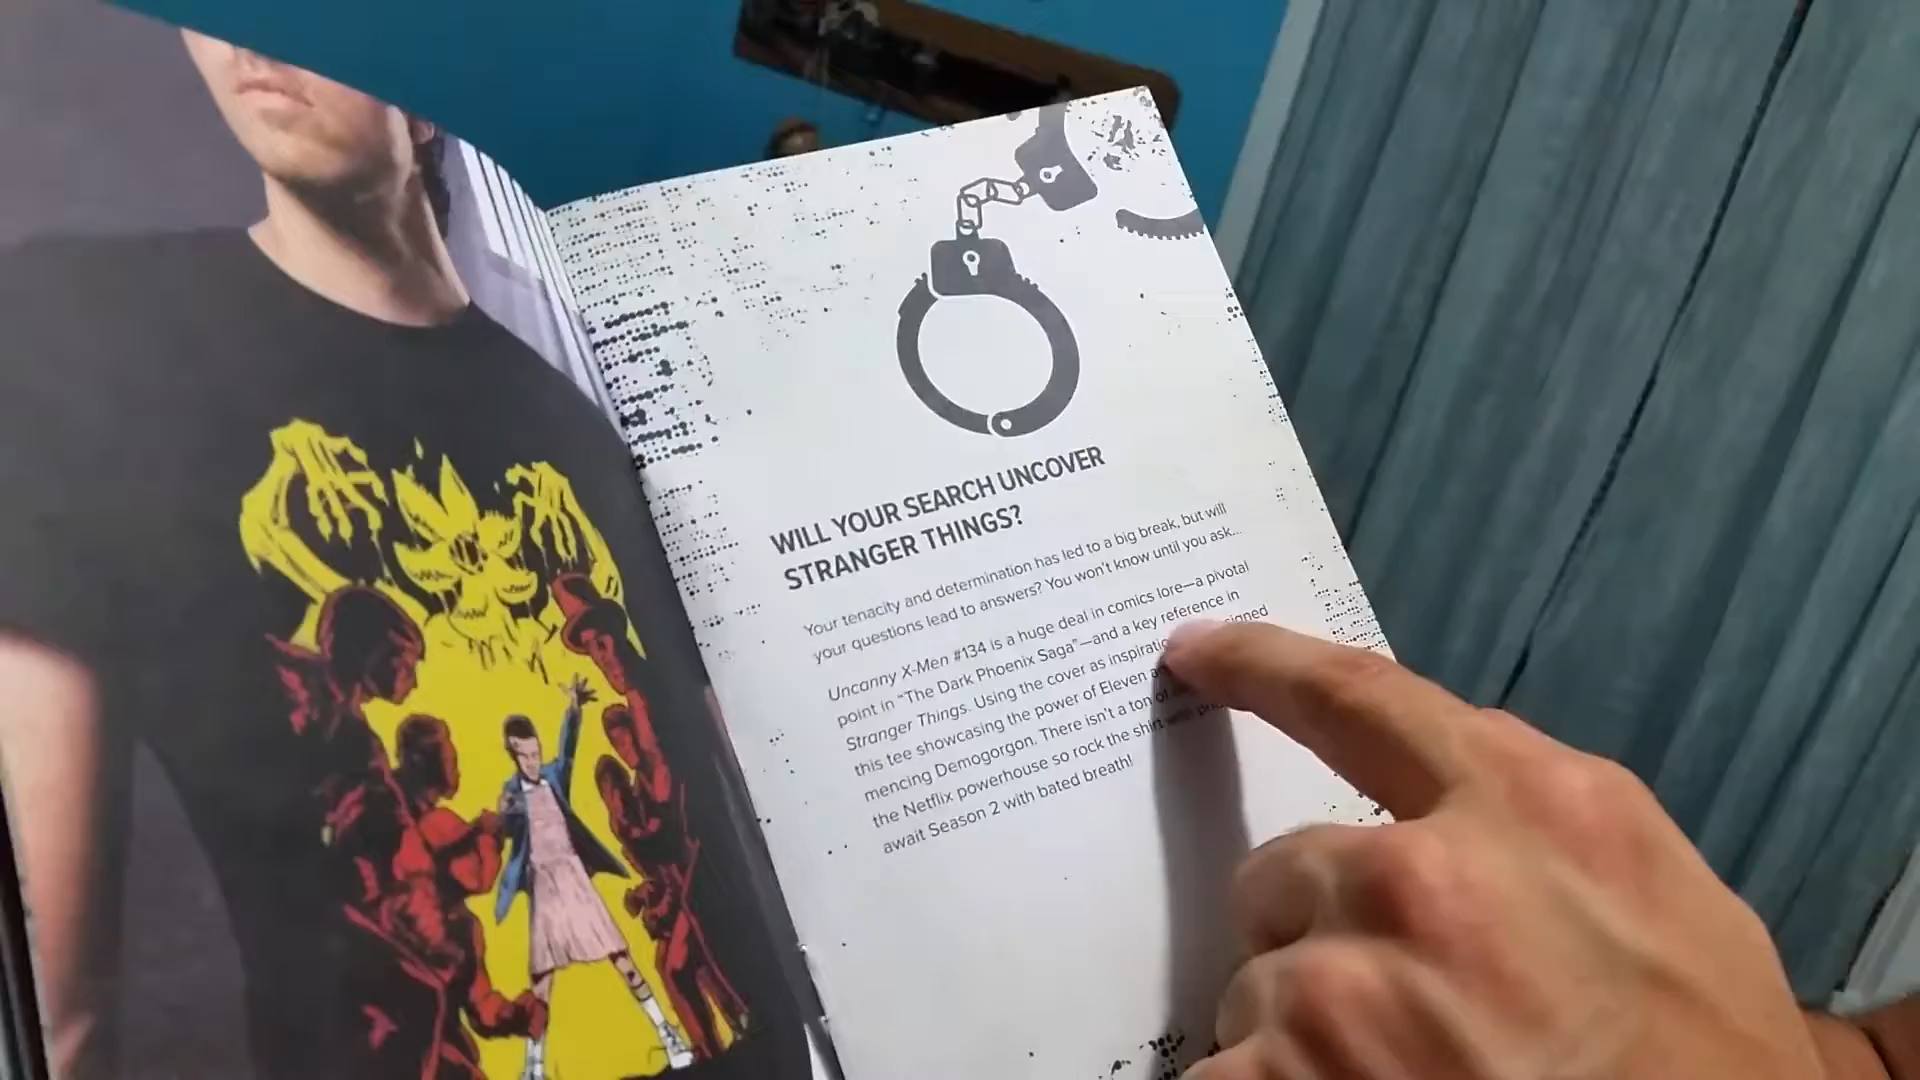 WILL YOUR SEARCH UNCOVER
STRANGER THINGS?
Your tenacity and determination has led to a big break, but will
your questions lead to answers? You won't know until you ask...
Uncanny X-Men #134 is a huge deal in comics lore—a pivotal
point in “The Dark Phoenix Saga”—and a key reference in
Stranger Things. Using the cover as
this tee showcasing the power of Eleven
mencing Demogorgon. There isn't a ton of
the Netflix powerhouse so rock the shirt with
await Season 2 with bated breath!